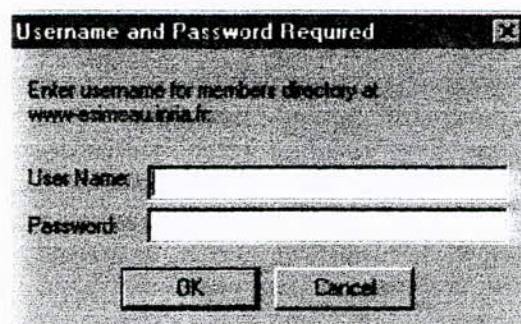 Username and Password Required
Enter username for members directory at
www-esimeau.inria.fr:
User Name:
Password:
OK
Cancel